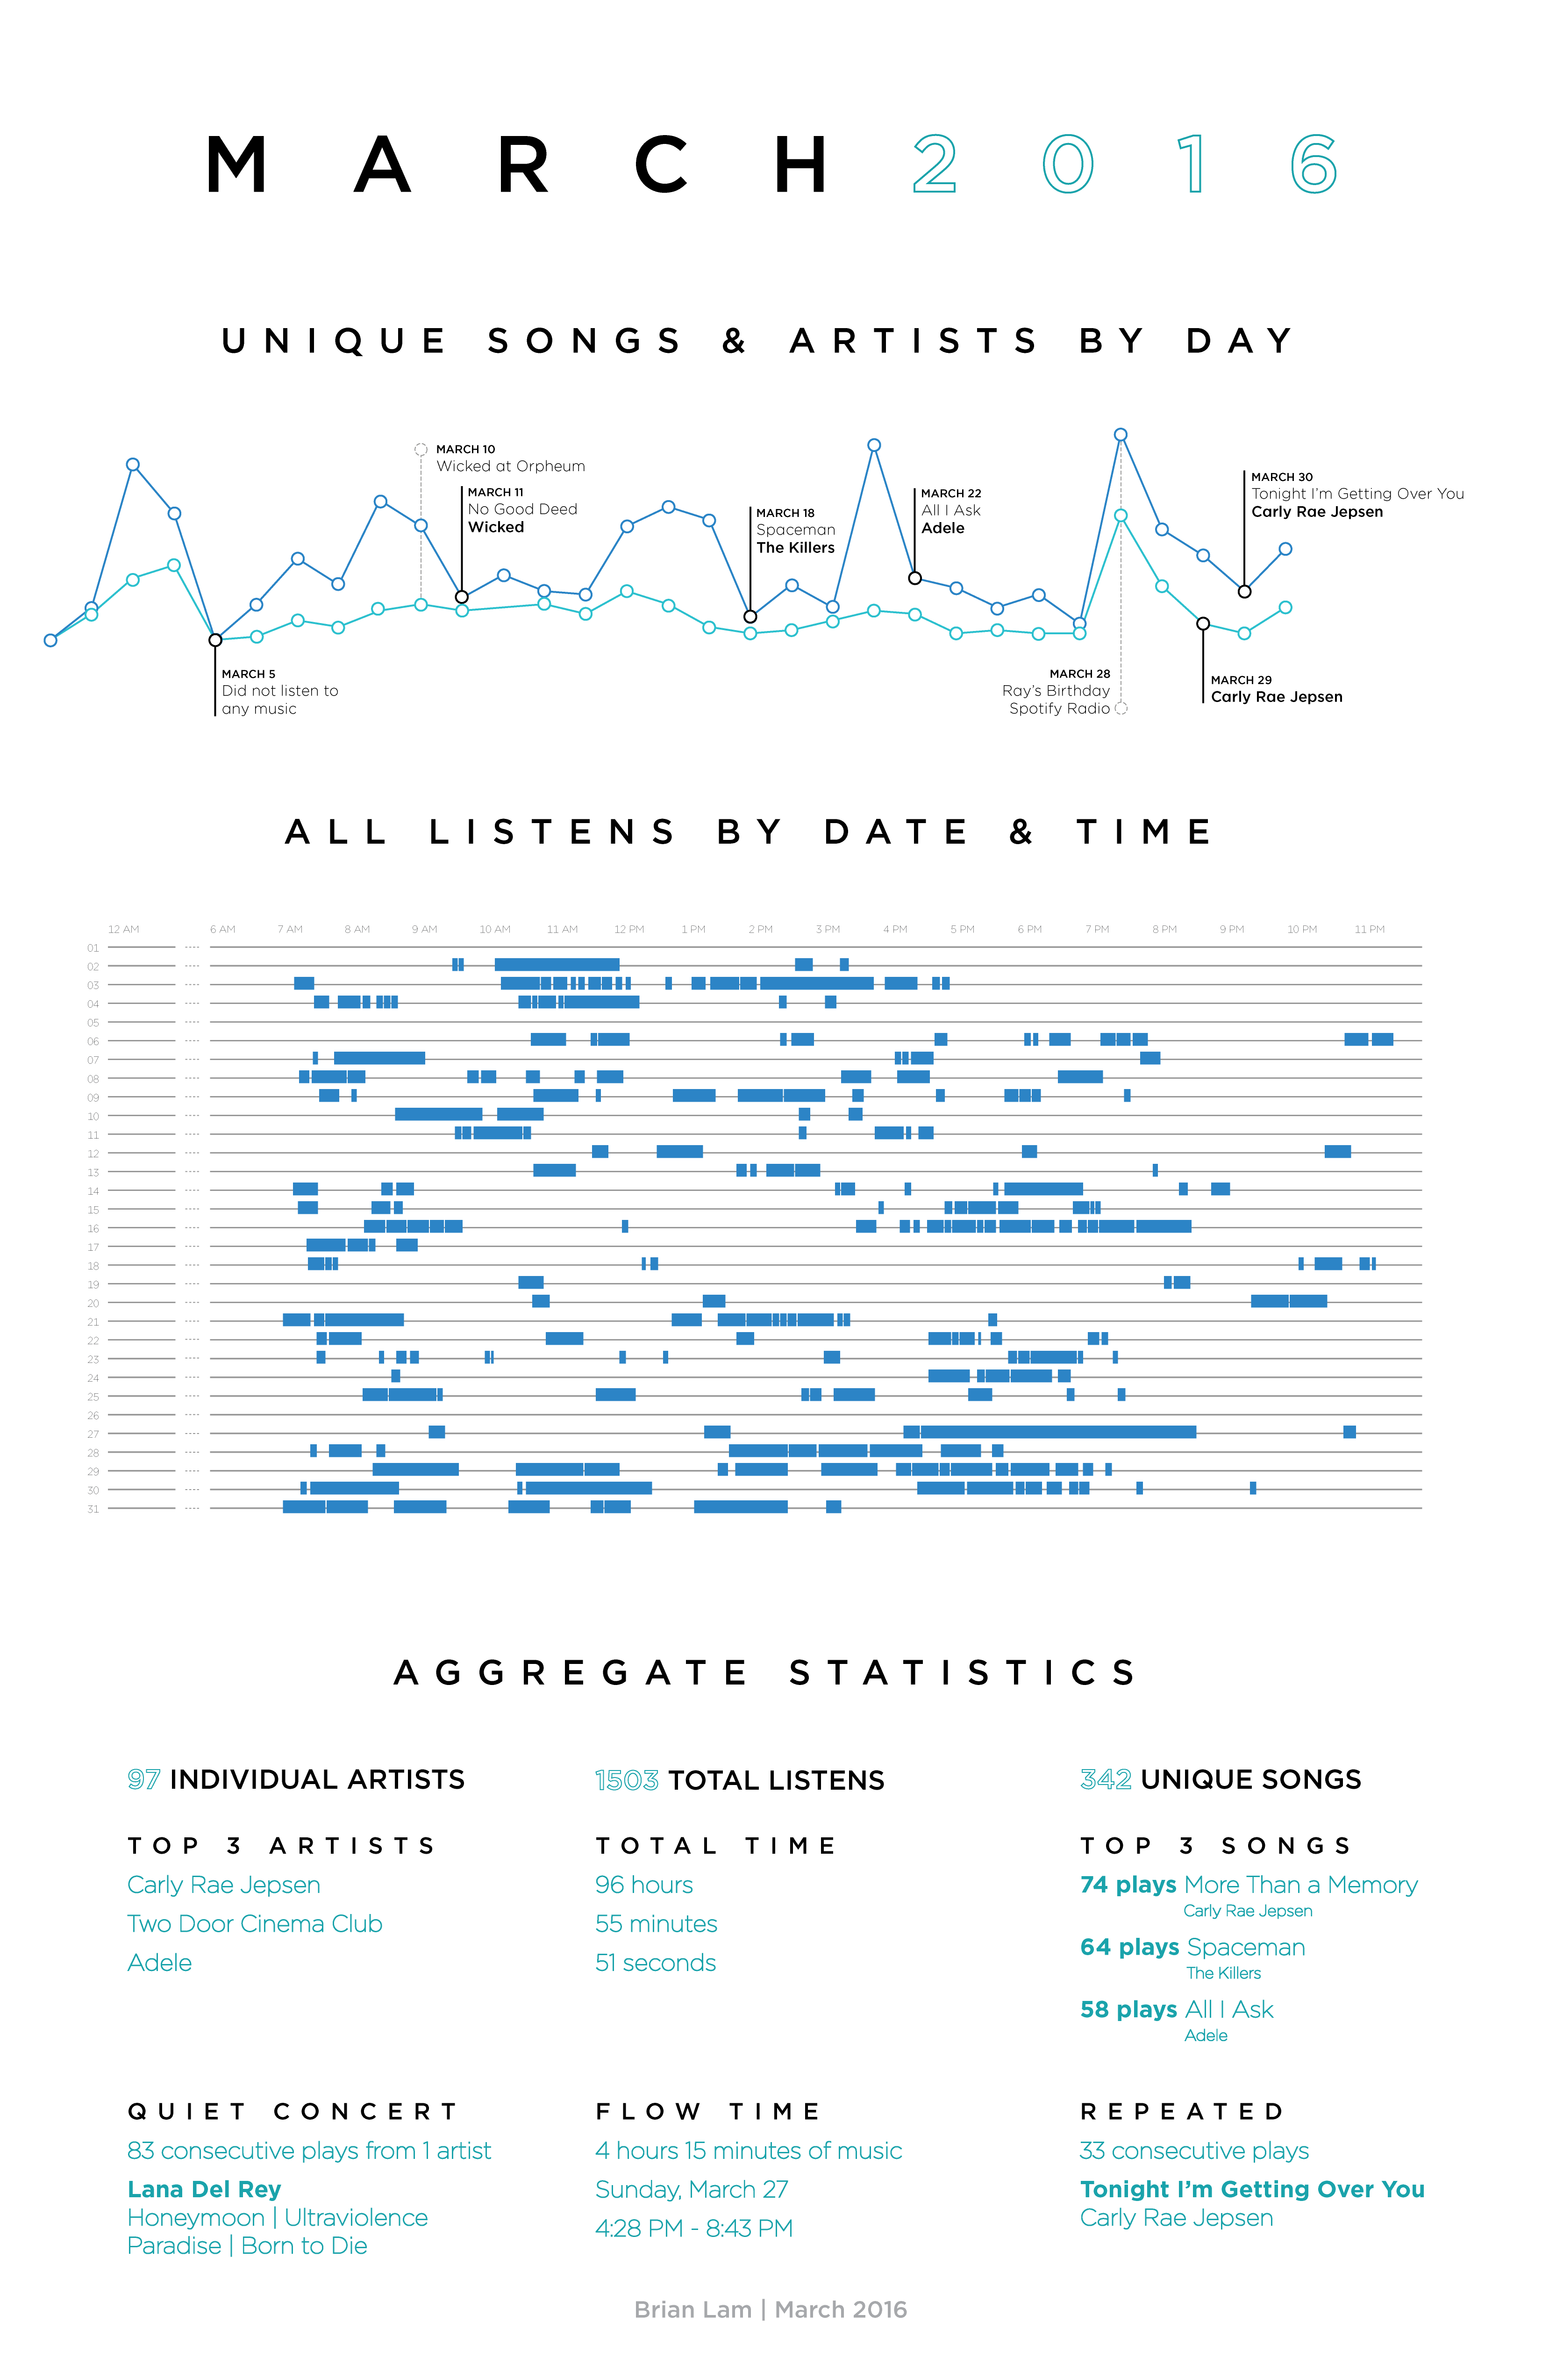 MARCH 2016
UNIQUE SONGS & ARTISTS BY DAY
MARCH 10
Wicked at Orpheum
MARCH 11
No Good Deed
Wicked
MARCH 18
Spaceman
The Killers
MARCH 22
All I Ask
Adele
MARCH 30
Tonight I'm Getting Over You
Carly Rae Jepsen
MARCH 5
Did not listen to
any music
MARCH 28
Ray's Birthday
Spotify Radio
MARCH 29
Carly Rae Jepsen
ALL LISTENS BY DATE & TIME
12 AM 6 AM 7 AM 8 AM 9 AM 10 AM 11 AM 12 PM 1 PM 2 PM 3 PM 4 PM 5 PM 6 PM 7 PM 8 PM 9 PM 10 PM 11 PM
01
02
03
04
05
06
07
08
09
10
11
12
13
14
15
16
17
18
19
20
21
22
23
24
25
26
27
28
29
30
31
AGGREGATE STATISTICS
97 INDIVIDUAL ARTISTS
TOP 3 ARTISTS
Carly Rae Jepsen
Two Door Cinema Club
Adele
1503 TOTAL LISTENS
TOTAL TIME
96 hours
55 minutes
51 seconds
342 UNIQUE SONGS
TOP 3 SONGS
74 plays More Than a Memory
Carly Rae Jepsen
64 plays Spaceman
The Killers
58 plays All I Ask
Adele
QUIET CONCERT
83 consecutive plays from 1 artist
Lana Del Rey
Honeymoon | Ultraviolence
Paradise | Born to Die
FLOW TIME
4 hours 15 minutes of music
Sunday, March 27
4:28 PM - 8:43 PM
REPEATED
33 consecutive plays
Tonight I'm Getting Over You
Carly Rae Jepsen
Brian Lam | March 2016